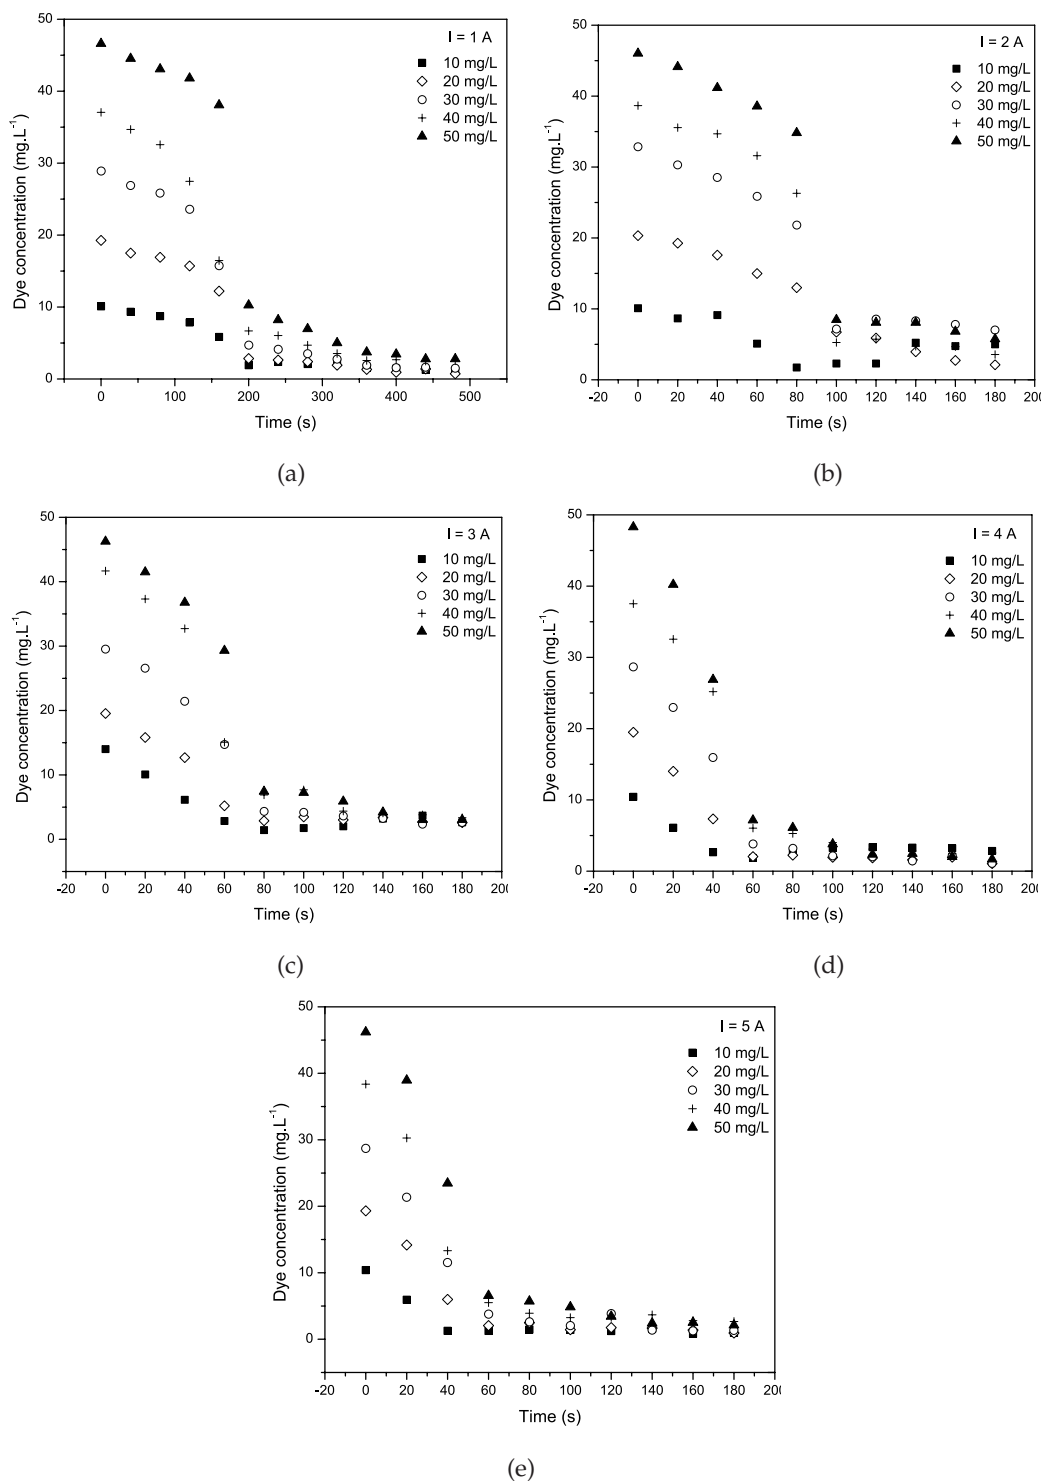 I = 1 A
10 mg/L
20 mg/L
30 mg/L
40 mg/L
50 mg/L
Dye concentration (mg.L-1)
50
40
30
20
10
0
0 100 200 300 400 500
Time (s)
(a)
I = 2 A
10 mg/L
20 mg/L
30 mg/L
40 mg/L
50 mg/L
Dye concentration (mg.L-1)
50
40
30
20
10
0
-20 0 20 40 60 80 100 120 140 160 180 200
Time (s)
(b)
I = 3 A
10 mg/L
20 mg/L
30 mg/L
40 mg/L
50 mg/L
Dye concentration (mg.L-1)
50
40
30
20
10
0
-20 0 20 40 60 80 100 120 140 160 180 200
Time (s)
(c)
I = 4 A
10 mg/L
20 mg/L
30 mg/L
40 mg/L
50 mg/L
Dye concentration (mg.L-1)
50
40
30
20
10
0
-20 0 20 40 60 80 100 120 140 160 180 200
Time (s)
(d)
I = 5 A
10 mg/L
20 mg/L
30 mg/L
40 mg/L
50 mg/L
Dye concentration (mg.L-1)
50
40
30
20
10
0
-20 0 20 40 60 80 100 120 140 160 180 200
Time (s)
(e)